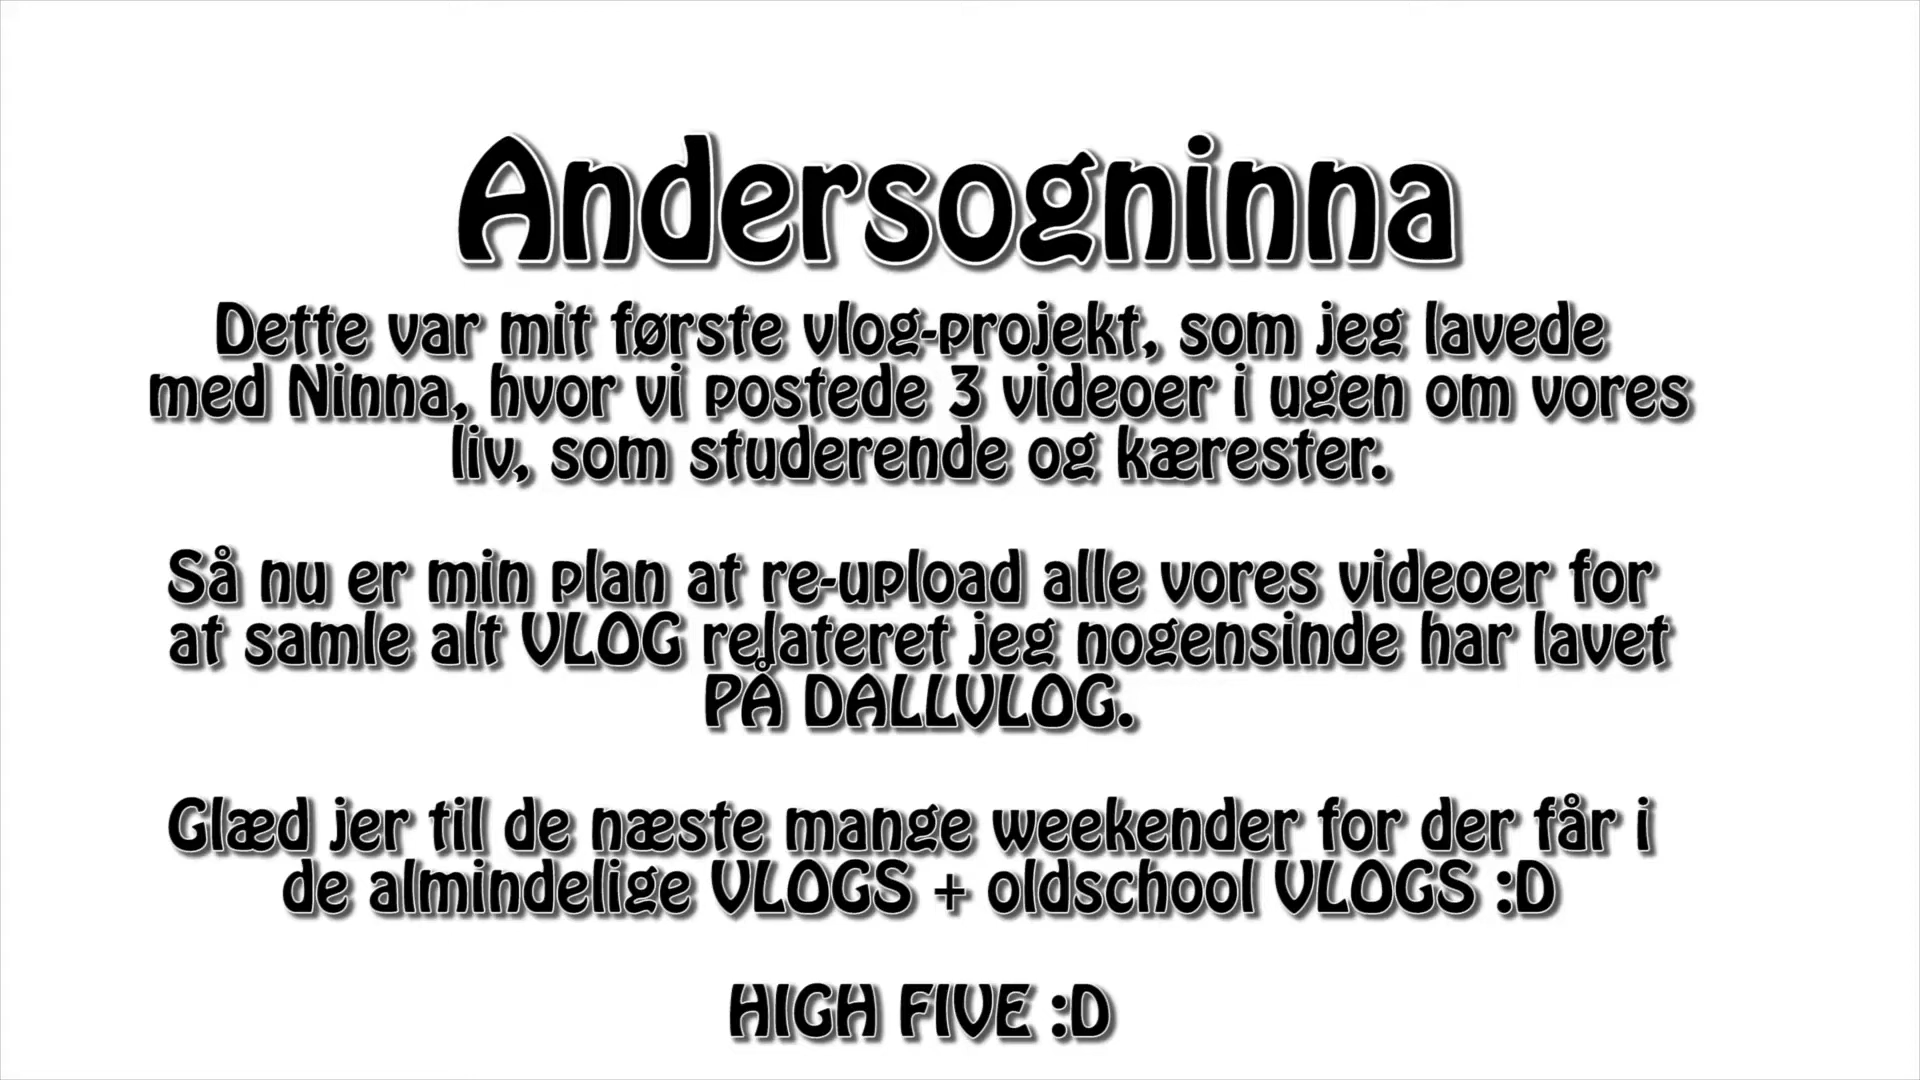 Andersogninna
Dette var mit første vlog-projekt, som jeg lavede
med Ninna, hvor vi postede 3 videoer i ugen om vores
liv, som studerende og kærester.
Så nu er min plan at re-upload alle vores videoer for
at samle alt VLOG relateret jeg nogensinde har lavet
PÅ DALLVLOG.
Glæd jer til de næste mange weekender for der får i
de almindelige VLOGS + oldschool VLOGS :D
HIGH FIVE :D